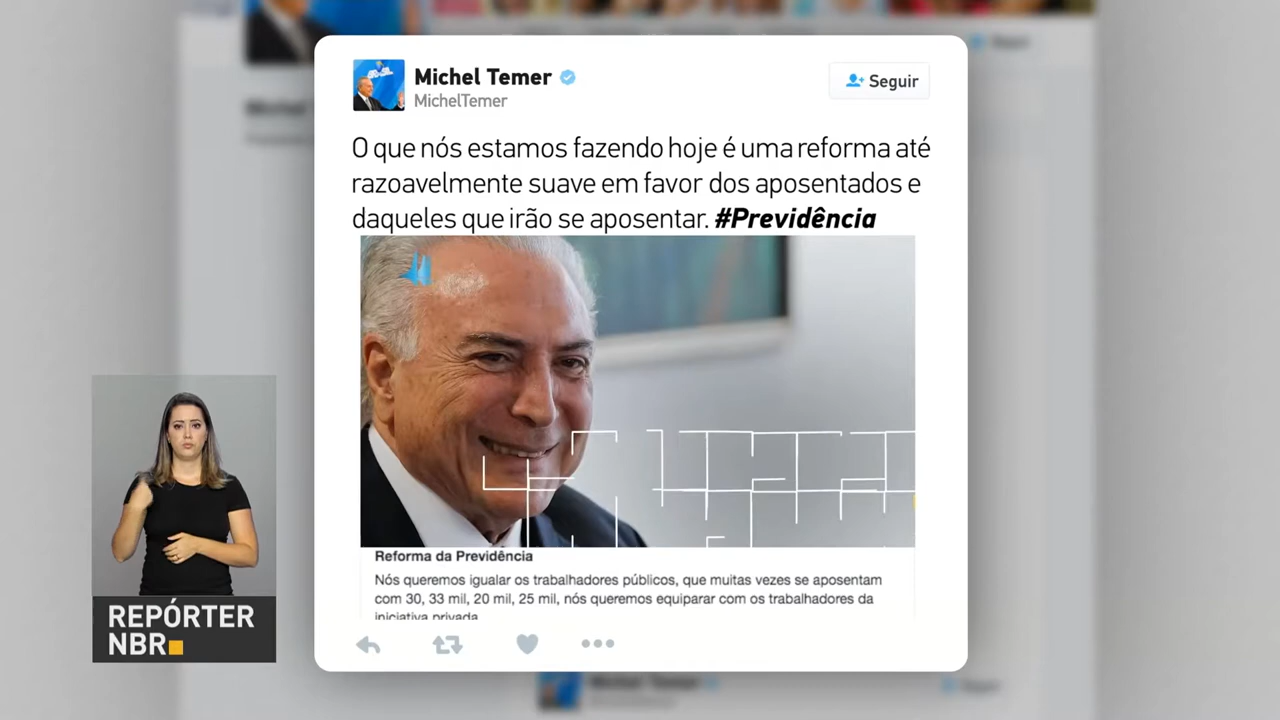 Michel Temer
MichelTemer
Seguir
O que nós estamos fazendo hoje é uma reforma até
razoavelmente suave em favor dos aposentados e
daqueles que irão se aposentar. #Previdência
Reforma da Previdência
Nós queremos igualar os trabalhadores públicos, que muitas vezes se aposentam
com 30, 33 mil, 20 mil, 25 mil, nós queremos equiparar com os trabalhadores da
iniciativa privada
REPÓRTER
NBR